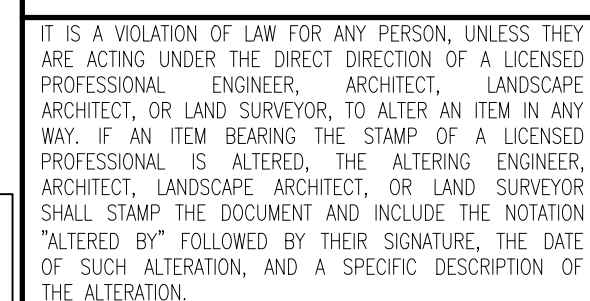 IT IS A VIOLATION OF LAW FOR ANY PERSON, UNLESS THEY
ARE ACTING UNDER THE DIRECT DIRECTION OF A LICENSED
PROFESSIONAL ENGINEER, ARCHITECT, LANDSCAPE
ARCHITECT, OR LAND SURVEYOR, TO ALTER AN ITEM IN ANY
WAY. IF AN ITEM BEARING THE STAMP OF A LICENSED
PROFESSIONAL IS ALTERED, THE ALTERING ENGINEER,
ARCHITECT, LANDSCAPE ARCHITECT, OR LAND SURVEYOR
SHALL STAMP THE DOCUMENT AND INCLUDE THE NOTATION
"ALTERED BY" FOLLOWED BY THEIR SIGNATURE, THE DATE
OF SUCH ALTERATION, AND A SPECIFIC DESCRIPTION OF
THE ALTERATION.